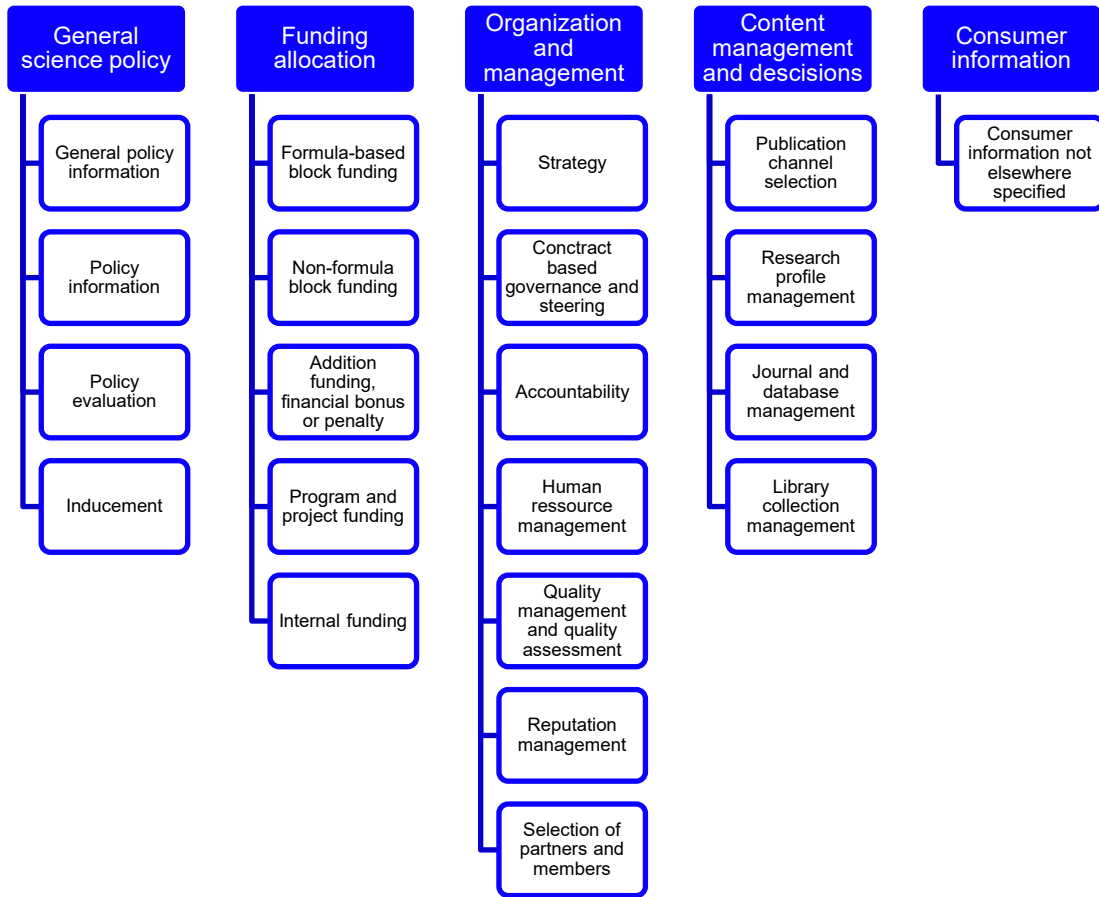 General
science policy
General policy
information
Policy
information
Policy
evaluation
Inducement
Funding
allocation
Formula-based
block funding
Non-formula
block funding
Addition
funding,
financial bonus
or penalty
Program and
project funding
Internal funding
Organization
and
management
Strategy
Conctract
based
governance and
steering
Accountability
Human
ressource
management
Quality
management
and quality
assessment
Reputation
management
Selection of
partners and
members
Content
management
and descisions
Publication
channel
selection
Research
profile
management
Journal and
database
management
Library
collection
management
Consumer
information
Consumer
information not
elsewhere
specified